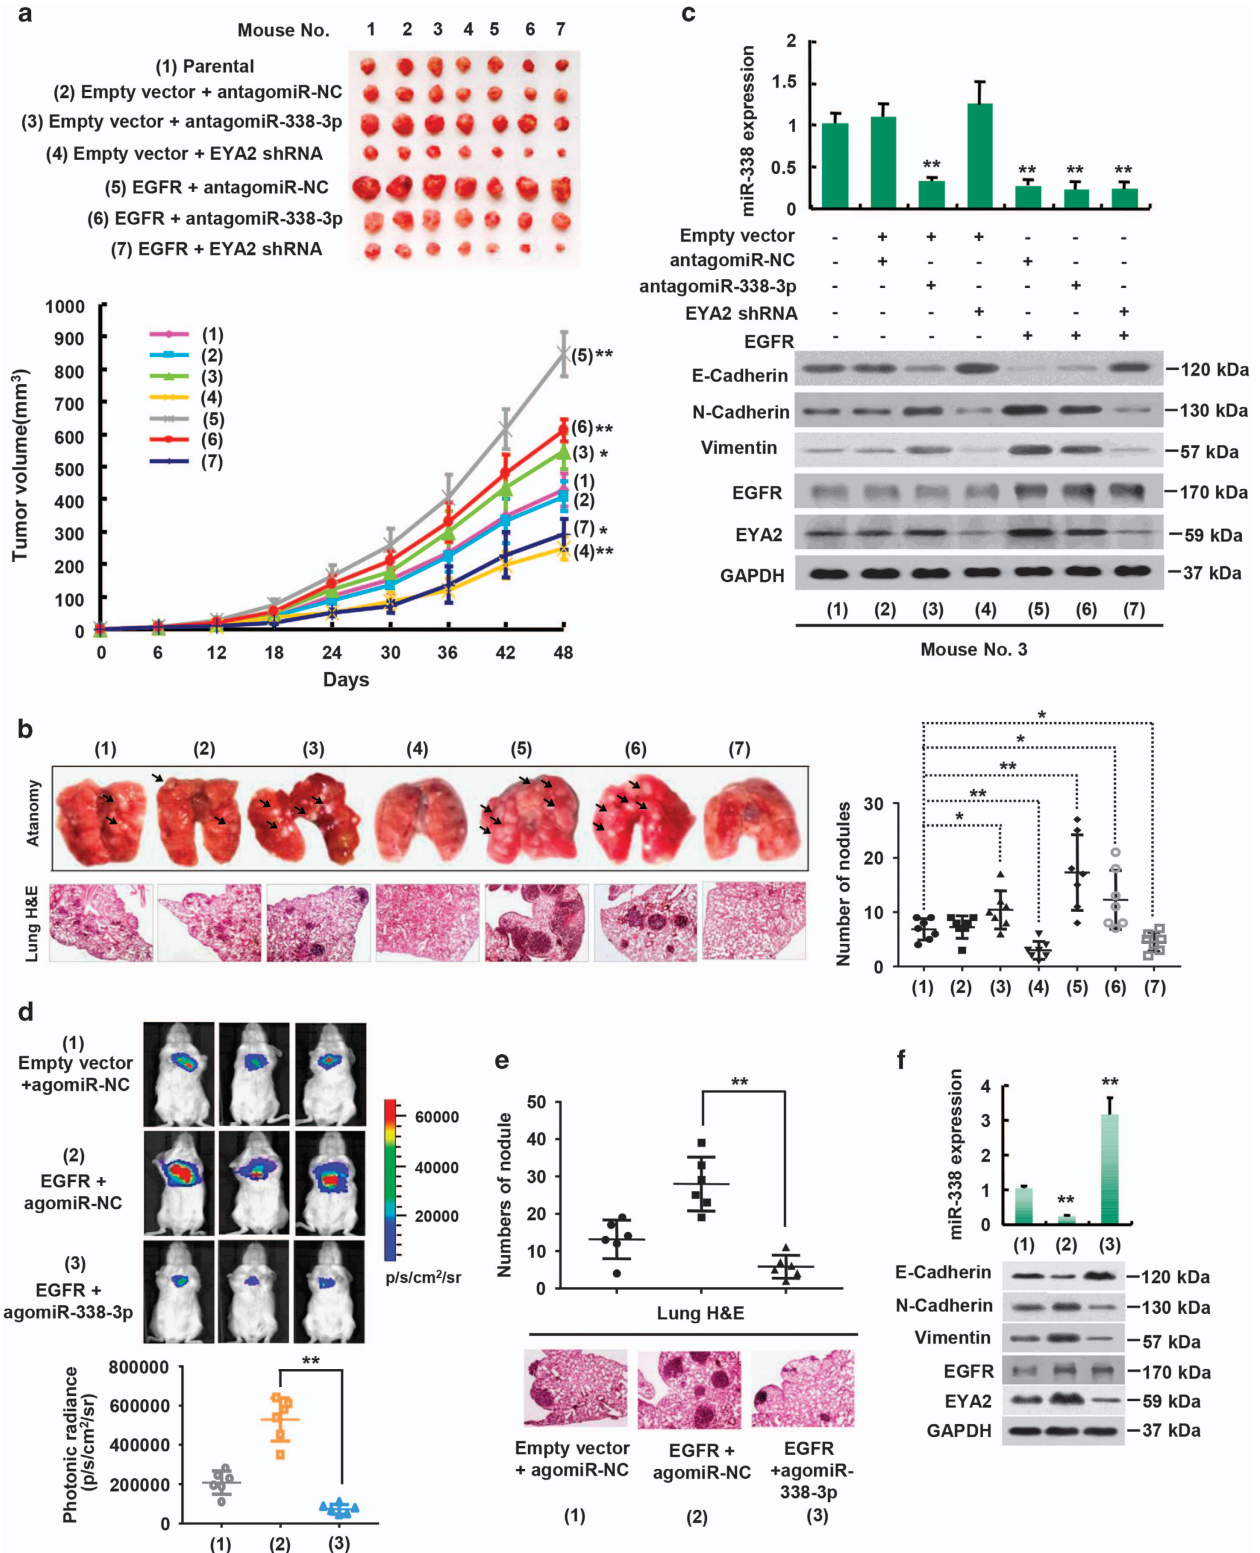 a
Mouse No. 1 2 3 4 5 6 7
(1) Parental
(2) Empty vector + antagomiR-NC
(3) Empty vector + antagomiR-338-3p
(4) Empty vector + EYA2 shRNA
(5) EGFR + antagomiR-NC
(6) EGFR + antagomiR-338-3p
(7) EGFR + EYA2 shRNA
Tumor volume(mm³)
1000
900
800
700
600
500
400
300
200
100
0
(1)
(2)
(3)
(4)
(5)
(6)
(7)
(5)**
(6)**
(3) *
(1)
(2)
(7) *
(4)**
0 6 12 18 24 30 36 42 48
Days
c
miR-338 expression
2
1.5
1
0.5
0
** ** ** **
Empty vector - + + + - - -
antagomiR-NC - + - - + - -
antagomiR-338-3p - - + - - + -
EYA2 shRNA - - - + - - +
EGFR - - - - + + +
E-Cadherin 120 kDa
N-Cadherin 130 kDa
Vimentin 57 kDa
EGFR 170 kDa
EYA2 59 kDa
GAPDH 37 kDa
(1) (2) (3) (4) (5) (6) (7)
Mouse No. 3
b
(1) (2) (3) (4) (5) (6) (7)
Atanomy
Lung H&E
Number of nodules
30
20
10
0
*
*
**
**
*
(1) (2) (3) (4) (5) (6) (7)
d
(1)
Empty vector
+agomiR-NC
(2)
EGFR +
agomiR-NC
(3)
EGFR +
agomiR-338-3p
60000
40000
20000
p/s/cm²/sr
Photonic radiance
(p/s/cm²/sr)
800000
600000
400000
200000
0
**
(1) (2) (3)
e
Numbers of nodule
50
40
30
20
10
0
**
Lung H&E
Empty vector
+ agomiR-NC
EGFR +
agomiR-NC
EGFR
+agomiR-
338-3p
(1) (2) (3)
f
miR-338 expression
4
3
2
1
0
**
**
(1) (2) (3)
E-Cadherin 120 kDa
N-Cadherin 130 kDa
Vimentin 57 kDa
EGFR 170 kDa
EYA2 59 kDa
GAPDH 37 kDa